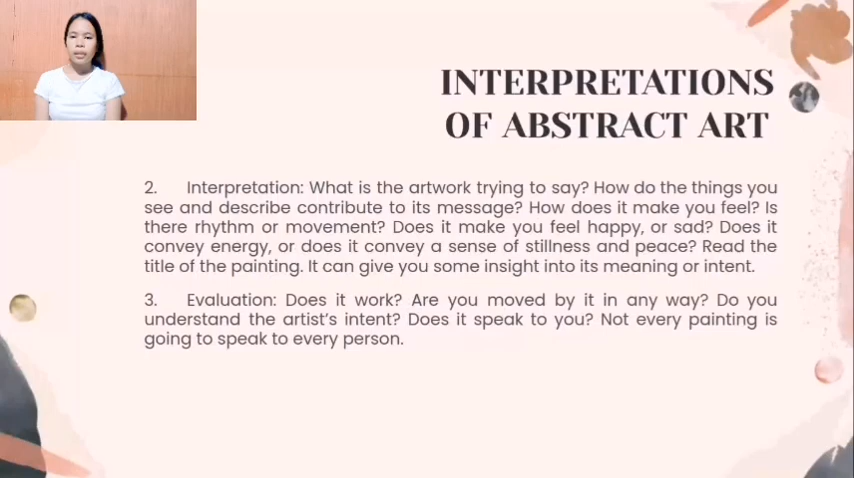 INTERPRETATIONS
OF ABSTRACT ART
2. Interpretation: What is the artwork trying to say? How do the things you
see and describe contribute to its message? How does it make you feel? Is
there rhythm or movement? Does it make you feel happy, or sad? Does it
convey energy, or does it convey a sense of stillness and peace? Read the
title of the painting. It can give you some insight into its meaning or intent.
3. Evaluation: Does it work? Are you moved by it in any way? Do you
understand the artist's intent? Does it speak to you? Not every painting is
going to speak to every person.